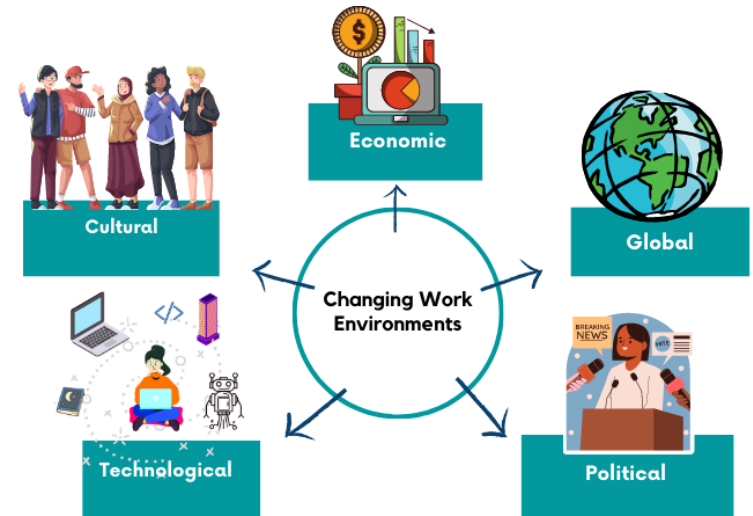 Economic
Cultural
Global
Changing Work
Environments
BREAKING
NEWS
VOTE
Technological
Political